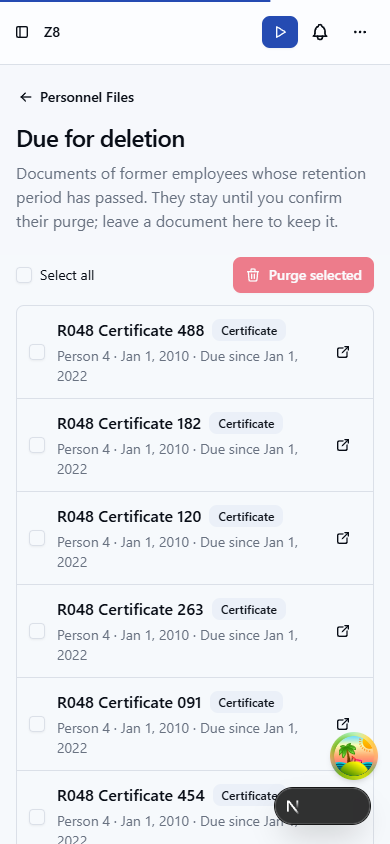 Z8
Personnel Files
Due for deletion
Documents of former employees whose retention
period has passed. They stay until you confirm
their purge; leave a document here to keep it.
Select all
Purge selected
R048 Certificate 488 Certificate
Person 4 · Jan 1, 2010 · Due since Jan 1,
2022
R048 Certificate 182 Certificate
Person 4 · Jan 1, 2010 · Due since Jan 1,
2022
R048 Certificate 120 Certificate
Person 4 · Jan 1, 2010 · Due since Jan 1,
2022
R048 Certificate 263 Certificate
Person 4 · Jan 1, 2010 · Due since Jan 1,
2022
R048 Certificate 091 Certificate
Person 4 · Jan 1, 2010 · Due since Jan 1,
2022
R048 Certificate 454 Certificate
Person 4 · Jan 1, 2010 · Due since Jan 1,
2022
N